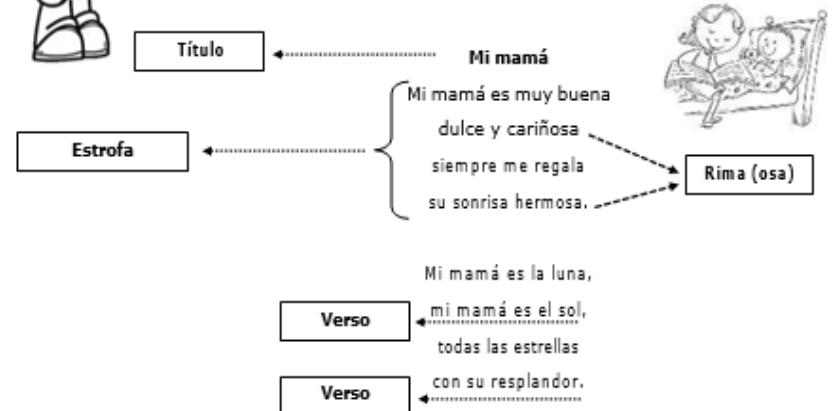 Título
Mi mamá
Mi mamá es muy buena
dulce y cariñosa
Estrofa
siempre me regala
Rima (osa)
su sonrisa hermosa.
Mi mamá es la luna,
Verso
mi mamá es el sol,
todas las estrellas
Verso
con su resplandor.